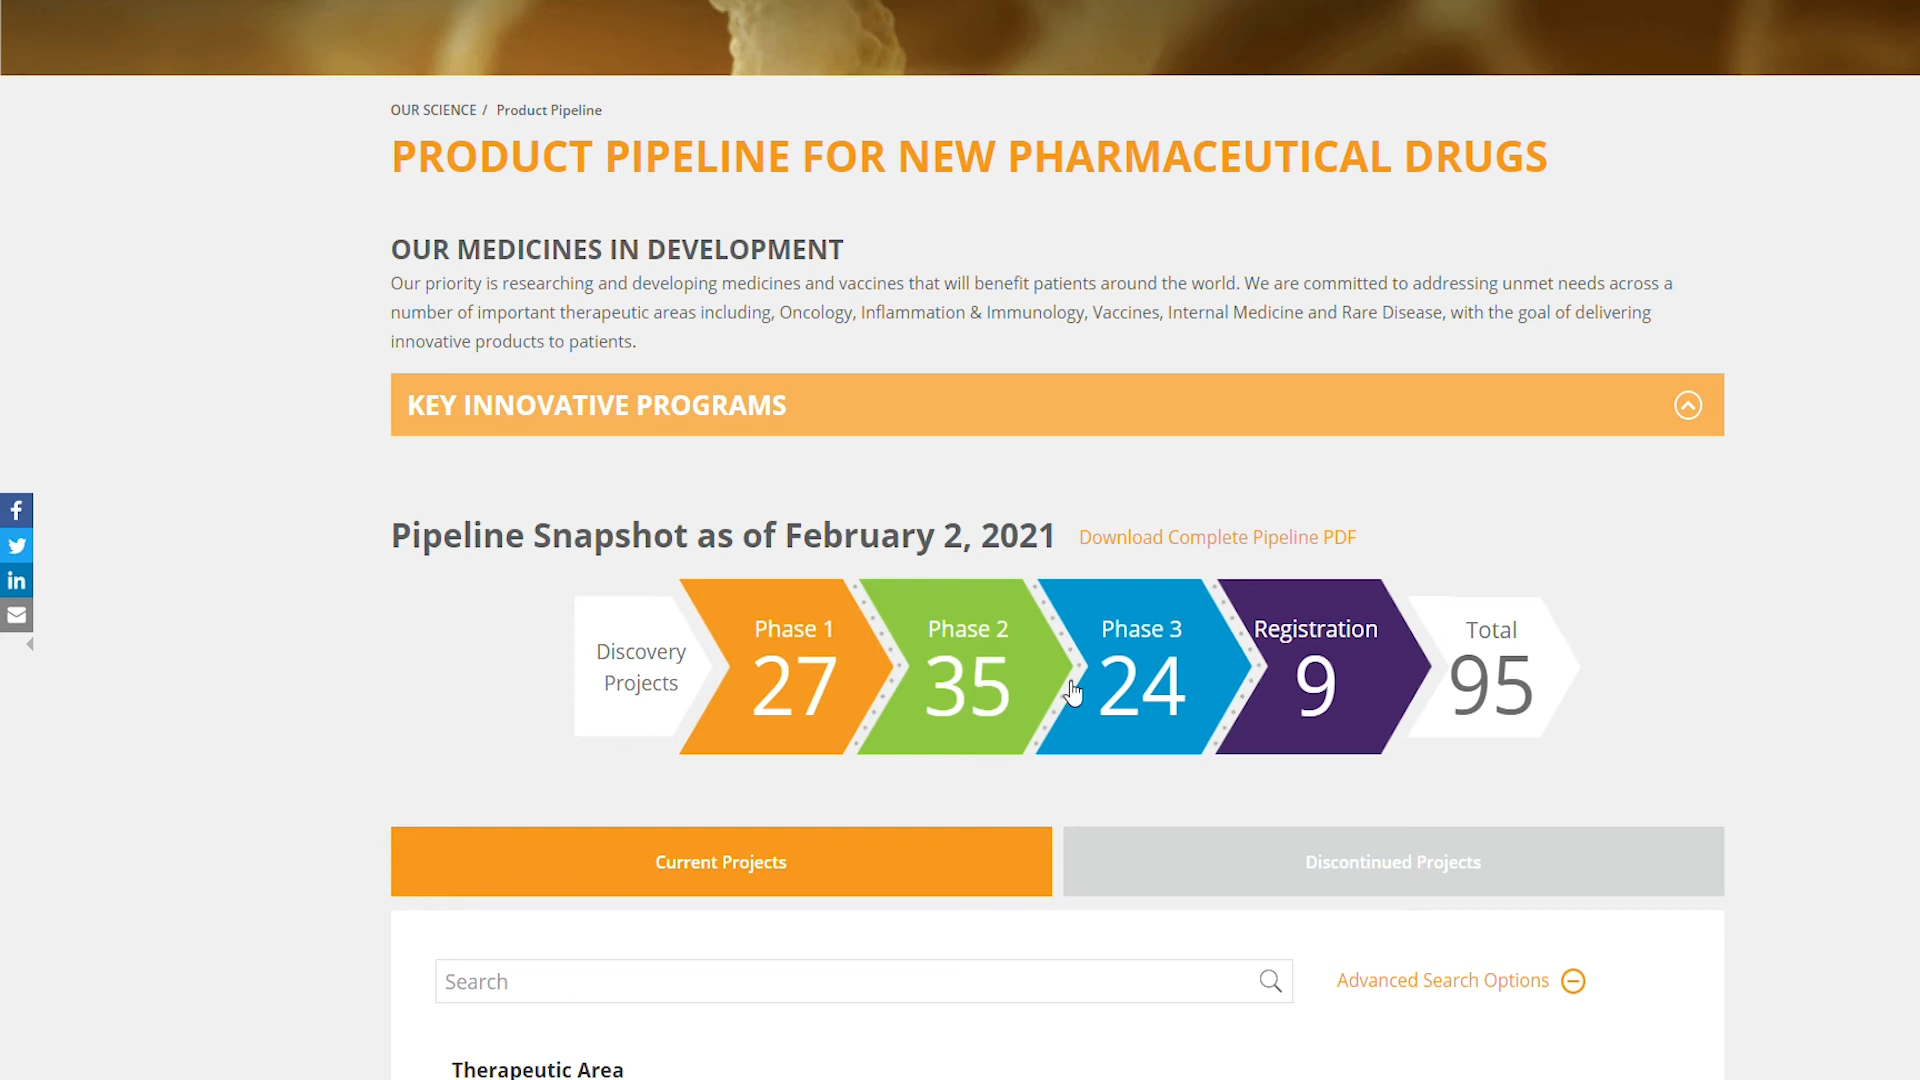 OUR SCIENCE / Product Pipeline
PRODUCT PIPELINE FOR NEW PHARMACEUTICAL DRUGS
OUR MEDICINES IN DEVELOPMENT
Our priority is researching and developing medicines and vaccines that will benefit patients around the world. We are committed to addressing unmet needs across a
number of important therapeutic areas including, Oncology, Inflammation & Immunology, Vaccines, Internal Medicine and Rare Disease, with the goal of delivering
innovative products to patients.
KEY INNOVATIVE PROGRAMS
f
in
Pipeline Snapshot as of February 2, 2021 Download Complete Pipeline PDF
Discovery
Projects
Phase 1
27
Phase 2
35
Phase 3
24
Registration
9
Total
95
Current Projects
Discontinued Projects
Search
Advanced Search Options
Therapeutic Area